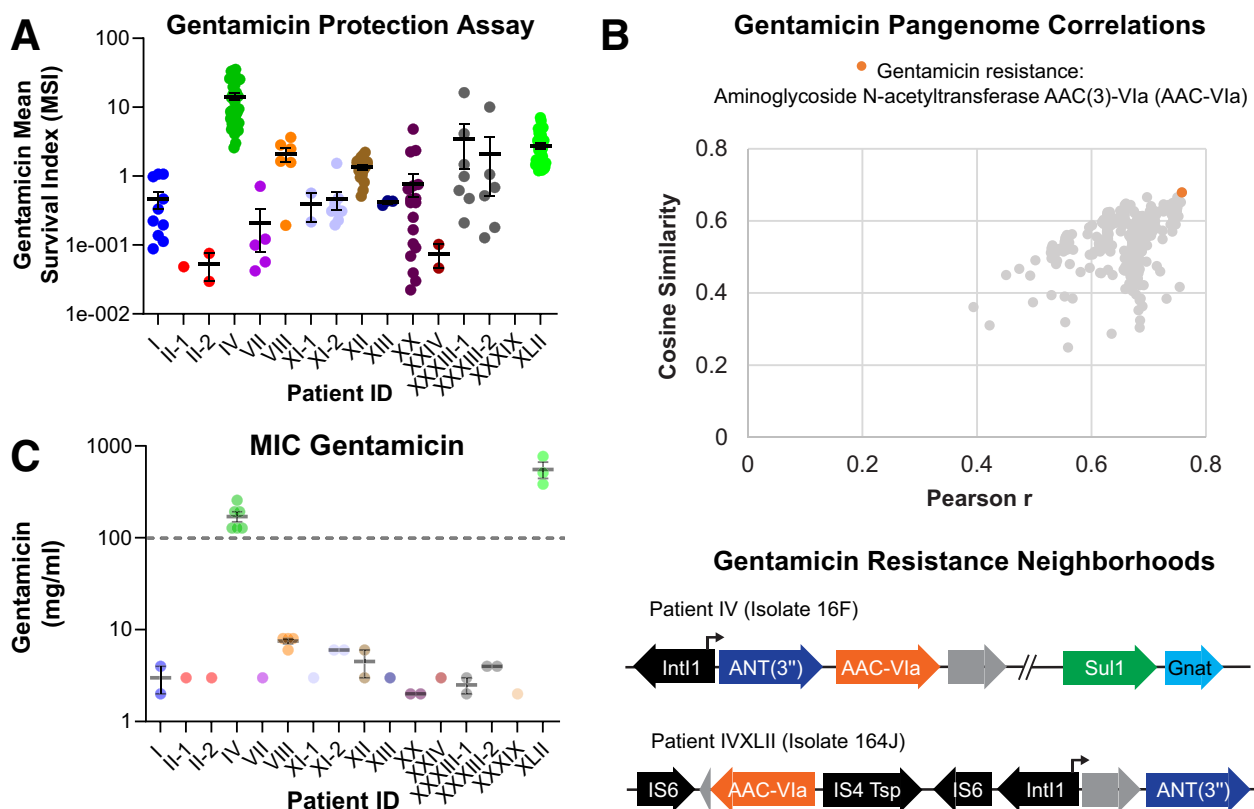 A
Gentamicin Protection Assay
Gentamicin Mean
Survival Index (MSI)
100
10
1
1e-001
1e-002
I
II-1
II-2
IV
VII
VIII
XI-1
XI-2
XII
XIII
XX
XXXIV
XXXIII-1
XXXIII-2
XXXIX
XLII
Patient ID
B
Gentamicin Pangenome Correlations
Gentamicin resistance:
Aminoglycoside N-acetyltransferase AAC(3)-VIa (AAC-VIa)
Cosine Similarity
0.8
0.6
0.4
0.2
0
0 0.2 0.4 0.6 0.8
Pearson r
C
MIC Gentamicin
Gentamicin
(mg/ml)
1000
100
10
1
I
II-1
II-2
IV
VII
VIII
XI-1
XI-2
XII
XIII
XX
XXXIV
XXXIII-1
XXXIII-2
XXXIX
XLII
Patient ID
Gentamicin Resistance Neighborhoods
Patient IV (Isolate 16F)
IntI1 ANT(3") AAC-VIa // Sul1 Gnat
Patient IVXLII (Isolate 164J)
IS6 AAC-VIa IS4 Tsp IS6 IntI1 ANT(3")